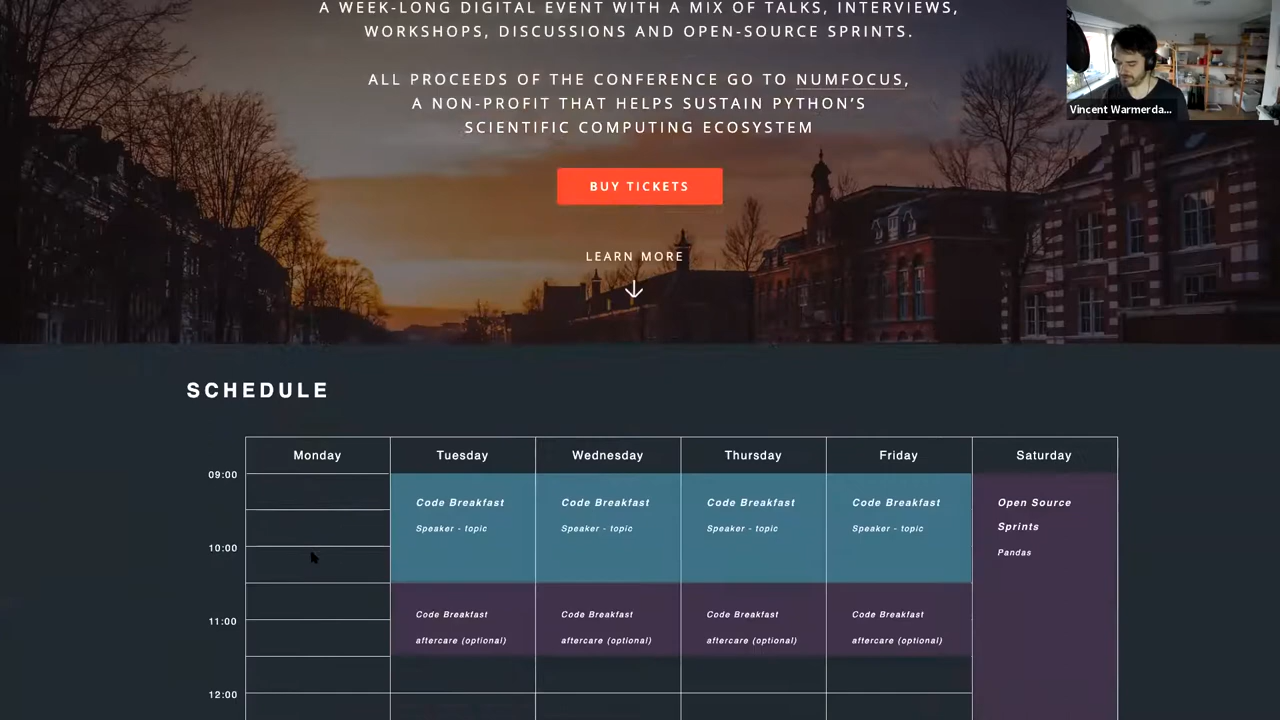 A WEEK-LONG DIGITAL EVENT WITH A MIX OF TALKS, INTERVIEWS,
WORKSHOPS, DISCUSSIONS AND OPEN-SOURCE SPRINTS.
ALL PROCEEDS OF THE CONFERENCE GO TO NUMFOCUS,
A NON-PROFIT THAT HELPS SUSTAIN PYTHON'S
SCIENTIFIC COMPUTING ECOSYSTEM
Vincent Warmerda...
BUY TICKETS
LEARN MORE
SCHEDULE
Monday Tuesday Wednesday Thursday Friday Saturday
09:00
Code Breakfast Code Breakfast Code Breakfast Code Breakfast Open Source
Speaker - topic Speaker - topic Speaker - topic Speaker - topic Sprints
10:00 Pandas
Code Breakfast Code Breakfast Code Breakfast Code Breakfast
11:00
aftercare (optional) aftercare (optional) aftercare (optional) aftercare (optional)
12:00